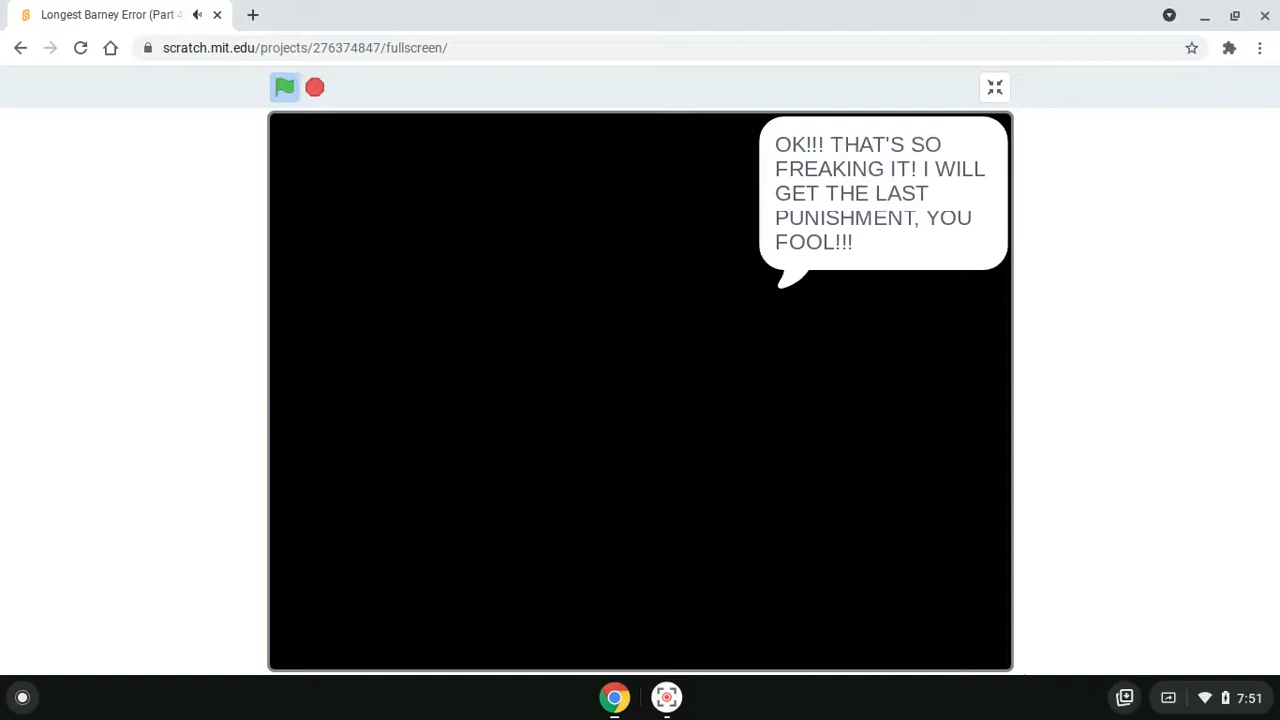 Longest Barney Error (Part 4
scratch.mit.edu/projects/276374847/fullscreen/
OK!!! THAT'S SO
FREAKING IT! I WILL
GET THE LAST
PUNISHMENT, YOU
FOOL!!!
7:51